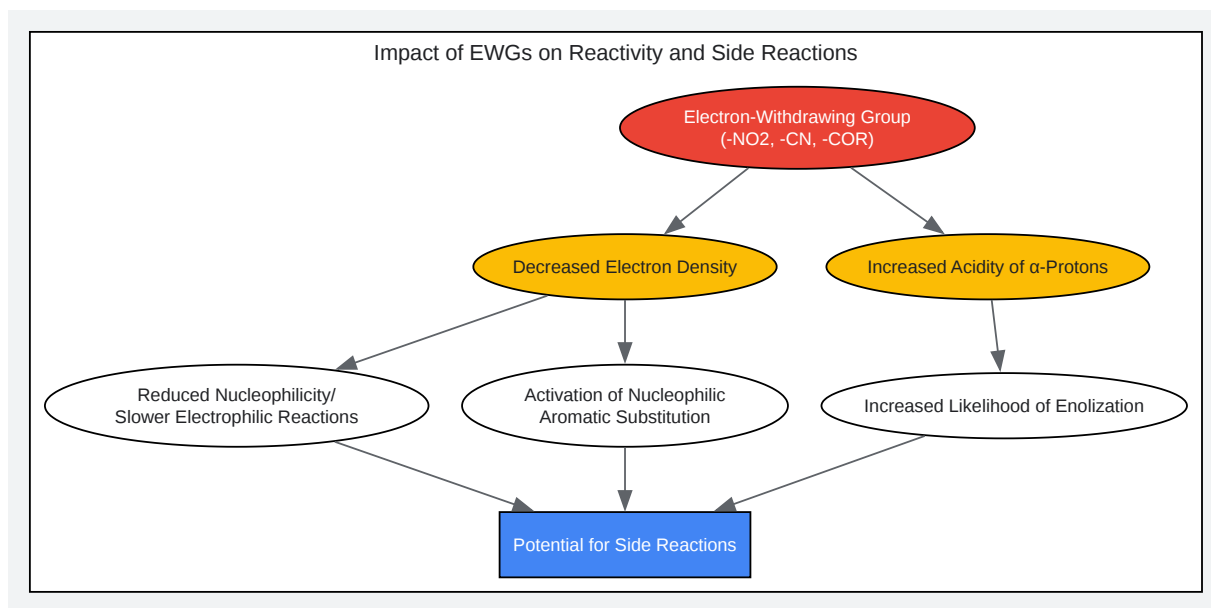 Impact of EWGs on Reactivity and Side Reactions
Electron-Withdrawing Group
(-NO2, -CN, -COR)
Decreased Electron Density
Increased Acidity of α-Protons
Reduced Nucleophilicity/
Slower Electrophilic Reactions
Activation of Nucleophilic
Aromatic Substitution
Increased Likelihood of Enolization
Potential for Side Reactions